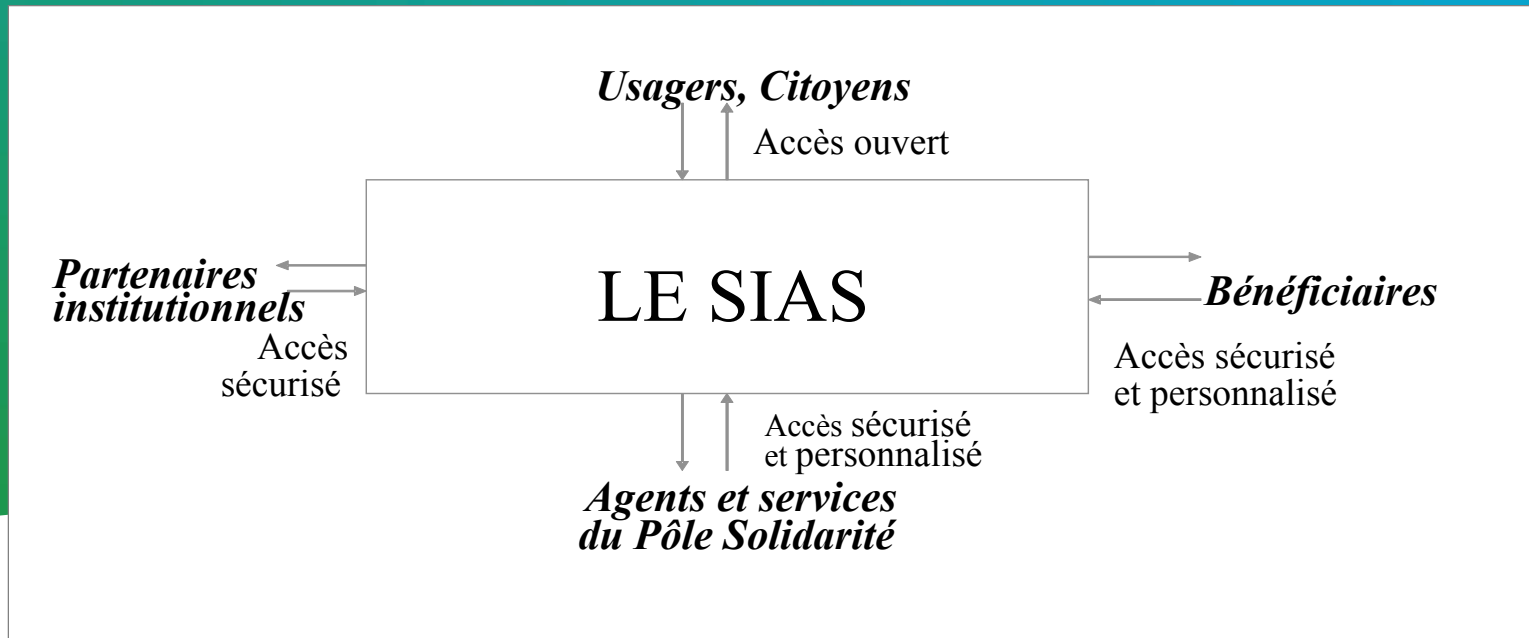 Usagers, Citoyens
Accès ouvert
Partenaires
institutionnels
Accès
sécurisé
LE SIAS
Bénéficiaires
Accès sécurisé
et personnalisé
Accès sécurisé
et personnalisé
Agents et services
du Pôle Solidarité